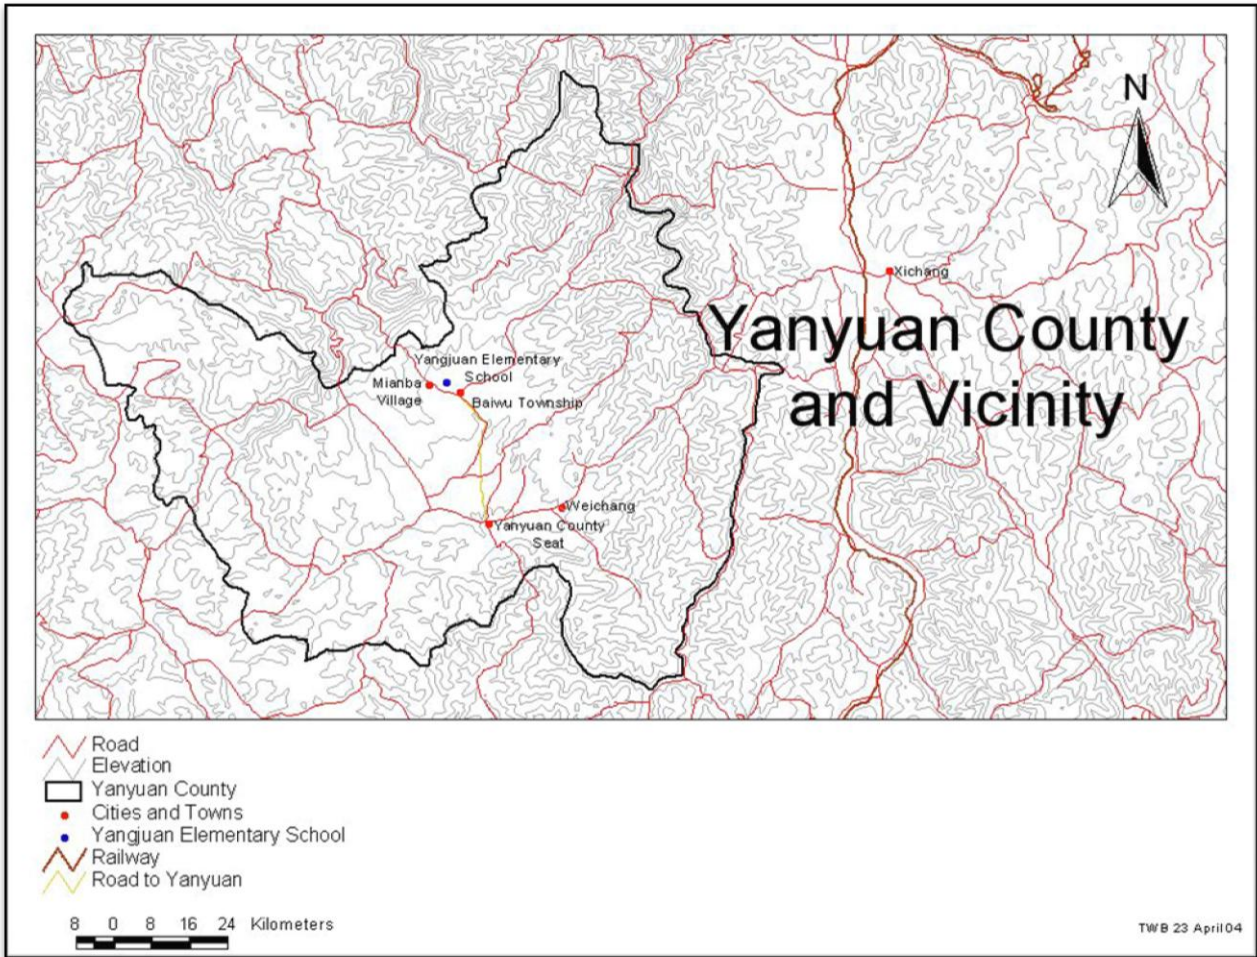 N
Xichang
Yanyuan County
and Vicinity
Yangjuan Elementary
School
Mianba
Village
Baiwu Township
Weichang
Yanyuan County
Seat
Road
Elevation
Yanyuan County
Cities and Towns
Yangjuan Elementary School
Railway
Road to Yanyuan
8 0 8 16 24 Kilometers
TWB 23 April 04